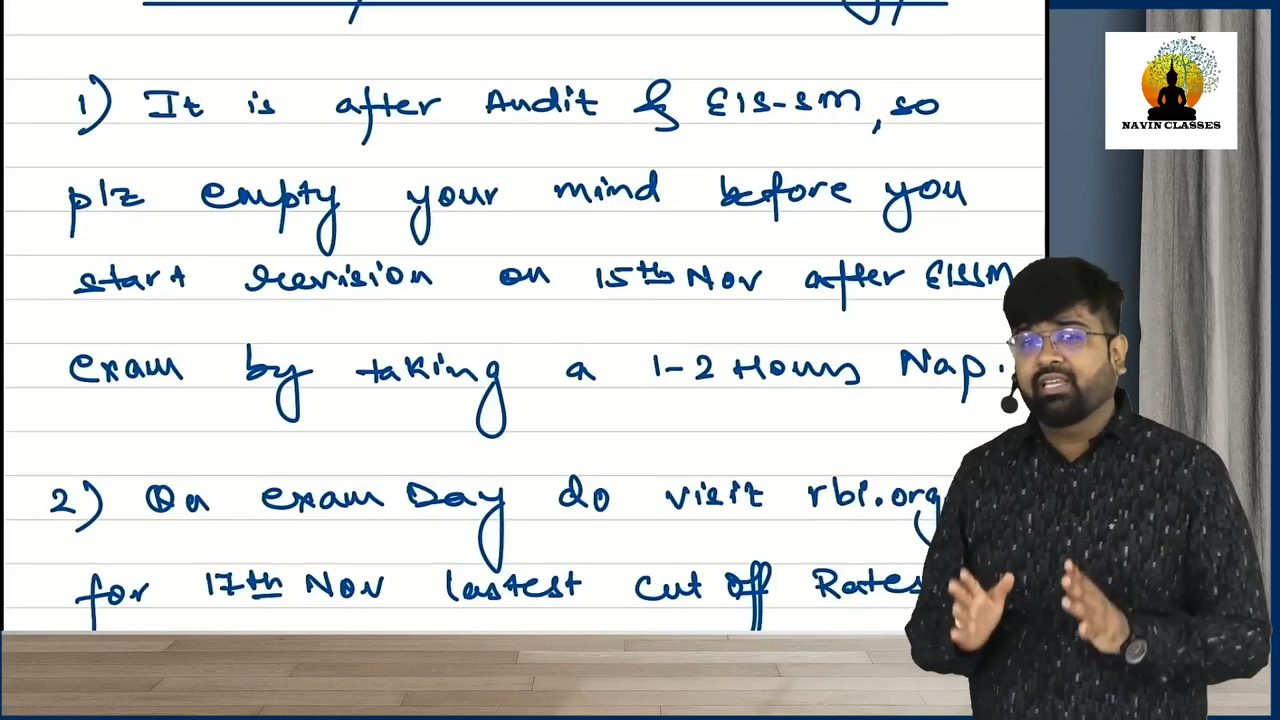 NAVIN CLASSES
1) It is after Audit & EIS-SM, so
plz empty your mind before you
start revision on 15th Nov after EISSM
exam by taking a 1-2 Hours Nap.
2) On exam Day do visit rbi.org
for 17th Nov lastest cut off Rates